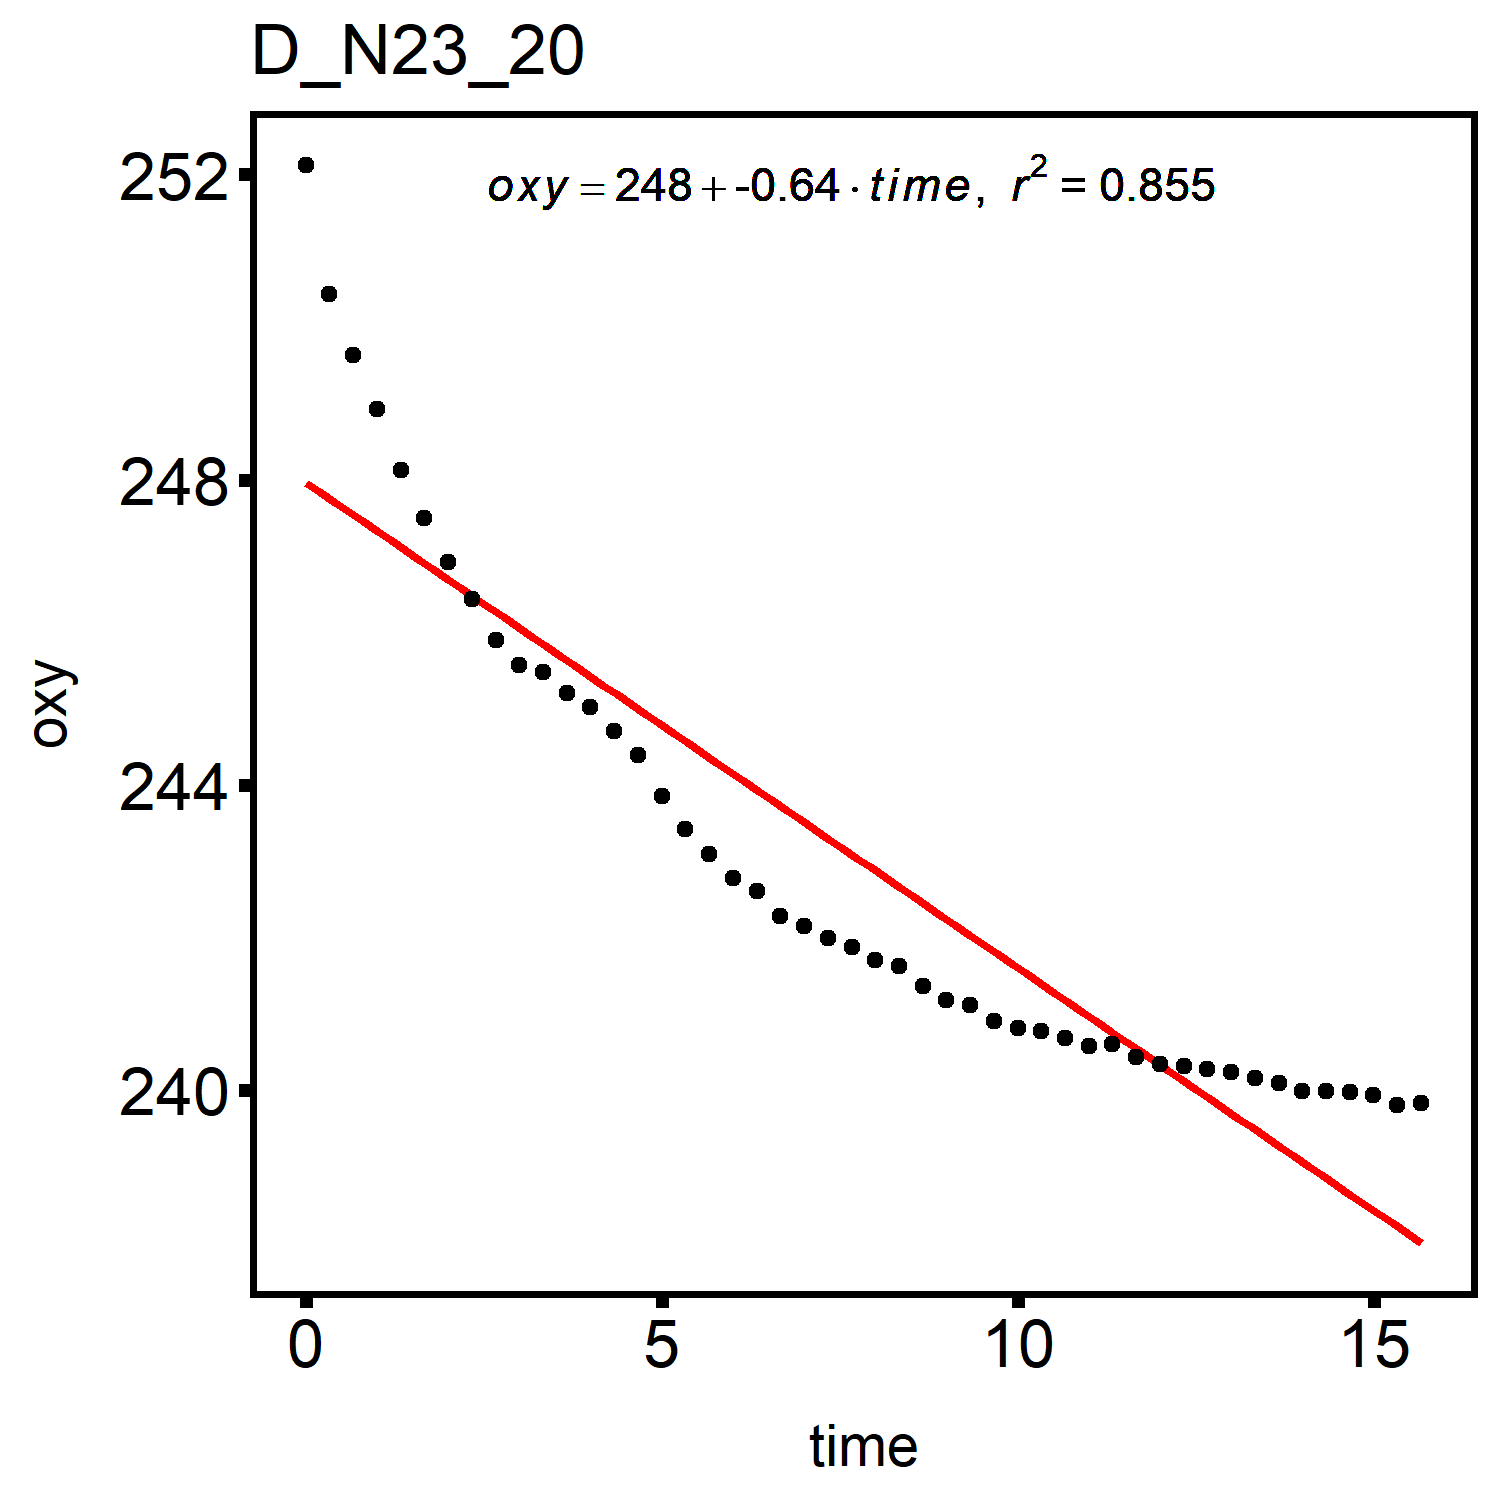 D_N23_20
oxy = 248 + -0.64 · time, r² = 0.855
252
248
244
240
oxy
0 5 10 15
time